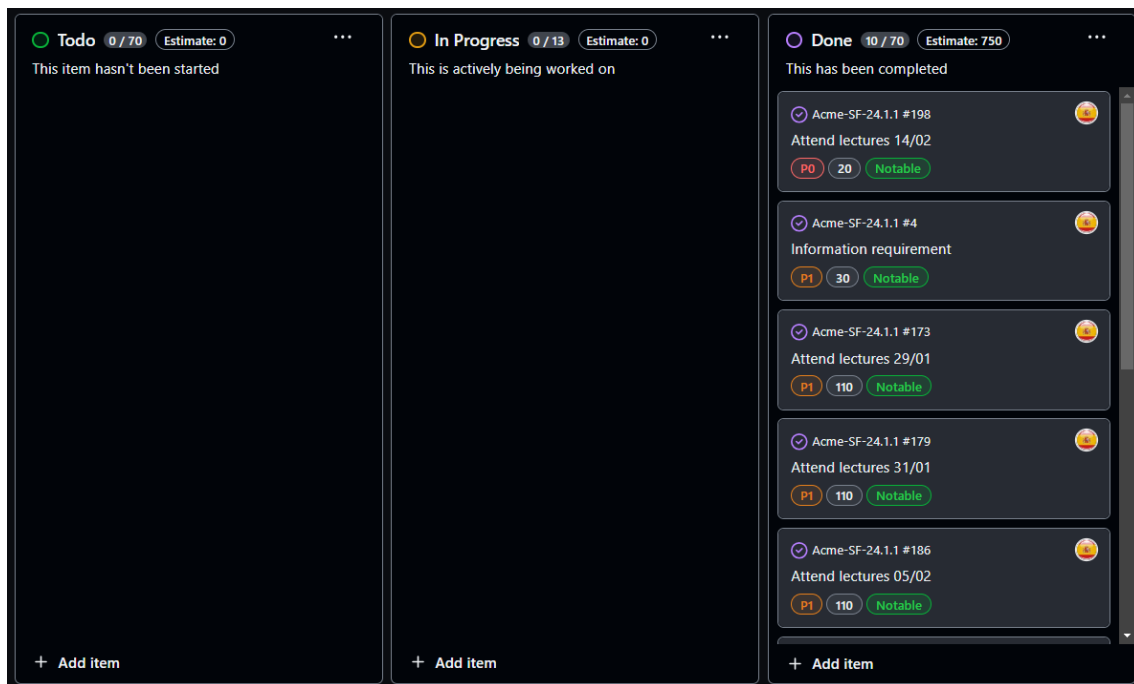 Todo 0 / 70 Estimate: 0 ...
This item hasn't been started
+ Add item
In Progress 0 / 13 Estimate: 0 ...
This is actively being worked on
+ Add item
Done 10 / 70 Estimate: 750 ...
This has been completed
Acme-SF-24.1.1 #198
Attend lectures 14/02
P0 20 Notable
Acme-SF-24.1.1 #4
Information requirement
P1 30 Notable
Acme-SF-24.1.1 #173
Attend lectures 29/01
P1 110 Notable
Acme-SF-24.1.1 #179
Attend lectures 31/01
P1 110 Notable
Acme-SF-24.1.1 #186
Attend lectures 05/02
P1 110 Notable
+ Add item